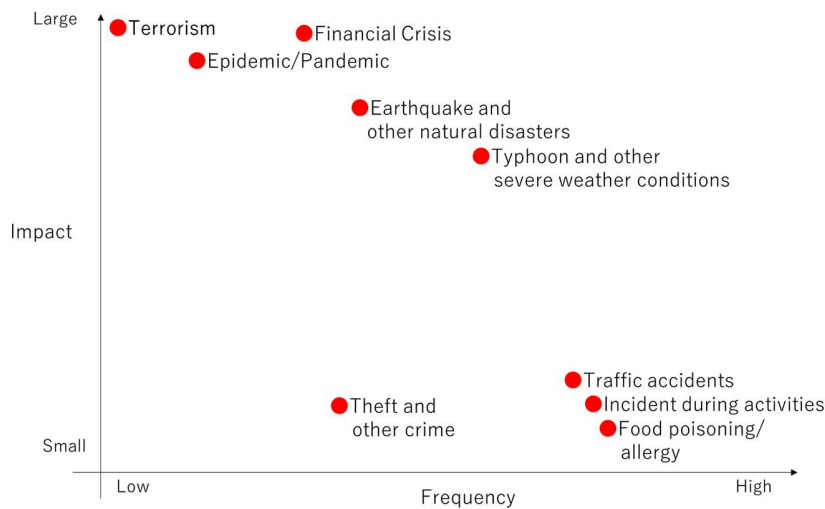 Large
Terrorism
Financial Crisis
Epidemic/Pandemic
Earthquake and
other natural disasters
Typhoon and other
severe weather conditions
Impact
Traffic accidents
Theft and
other crime
Incident during activities
Food poisoning/
allergy
Small
Low
Frequency
High